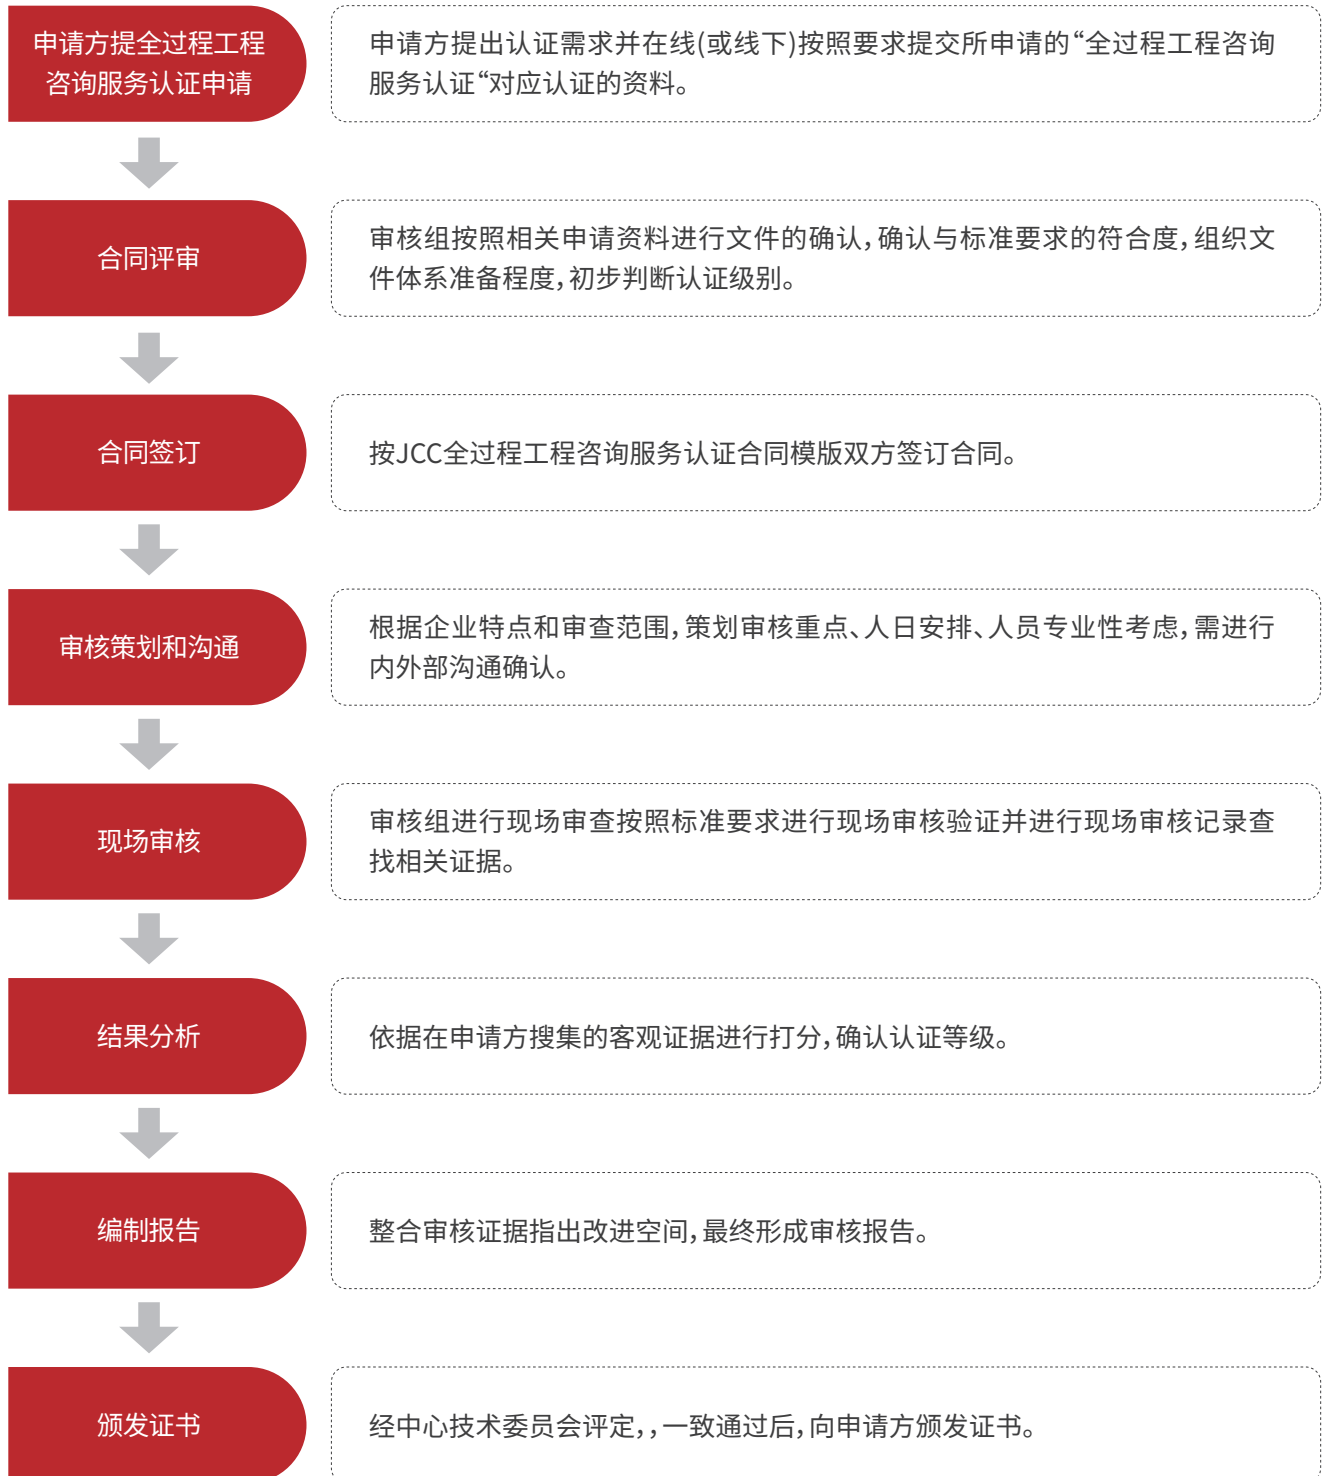 申请方提全过程工程
咨询服务认证申请
申请方提出认证需求并在线(或线下)按照要求提交所申请的“全过程工程咨询
服务认证“对应认证的资料。
合同评审
审核组按照相关申请资料进行文件的确认,确认与标准要求的符合度,组织文
件体系准备程度,初步判断认证级别。
合同签订
按JCC全过程工程咨询服务认证合同模版双方签订合同。
审核策划和沟通
根据企业特点和审查范围,策划审核重点、人日安排、人员专业性考虑,需进行
内外部沟通确认。
现场审核
审核组进行现场审查按照标准要求进行现场审核验证并进行现场审核记录查
找相关证据。
结果分析
依据在申请方搜集的客观证据进行打分,确认认证等级。
编制报告
整合审核证据指出改进空间,最终形成审核报告。
颁发证书
经中心技术委员会评定,,一致通过后,向申请方颁发证书。